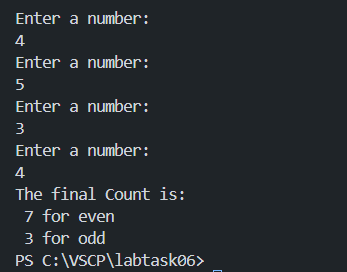 Enter a number:
4
Enter a number:
5
Enter a number:
3
Enter a number:
4
The final Count is:
 7 for even
 3 for odd
PS C:\VSCP\labtask06>